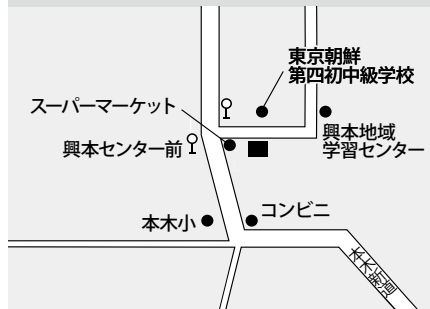 東京朝鮮
第四初中級学校
スーパーマーケット
興本センター前
興本地域
学習センター
コンビニ
本木小
本木新道